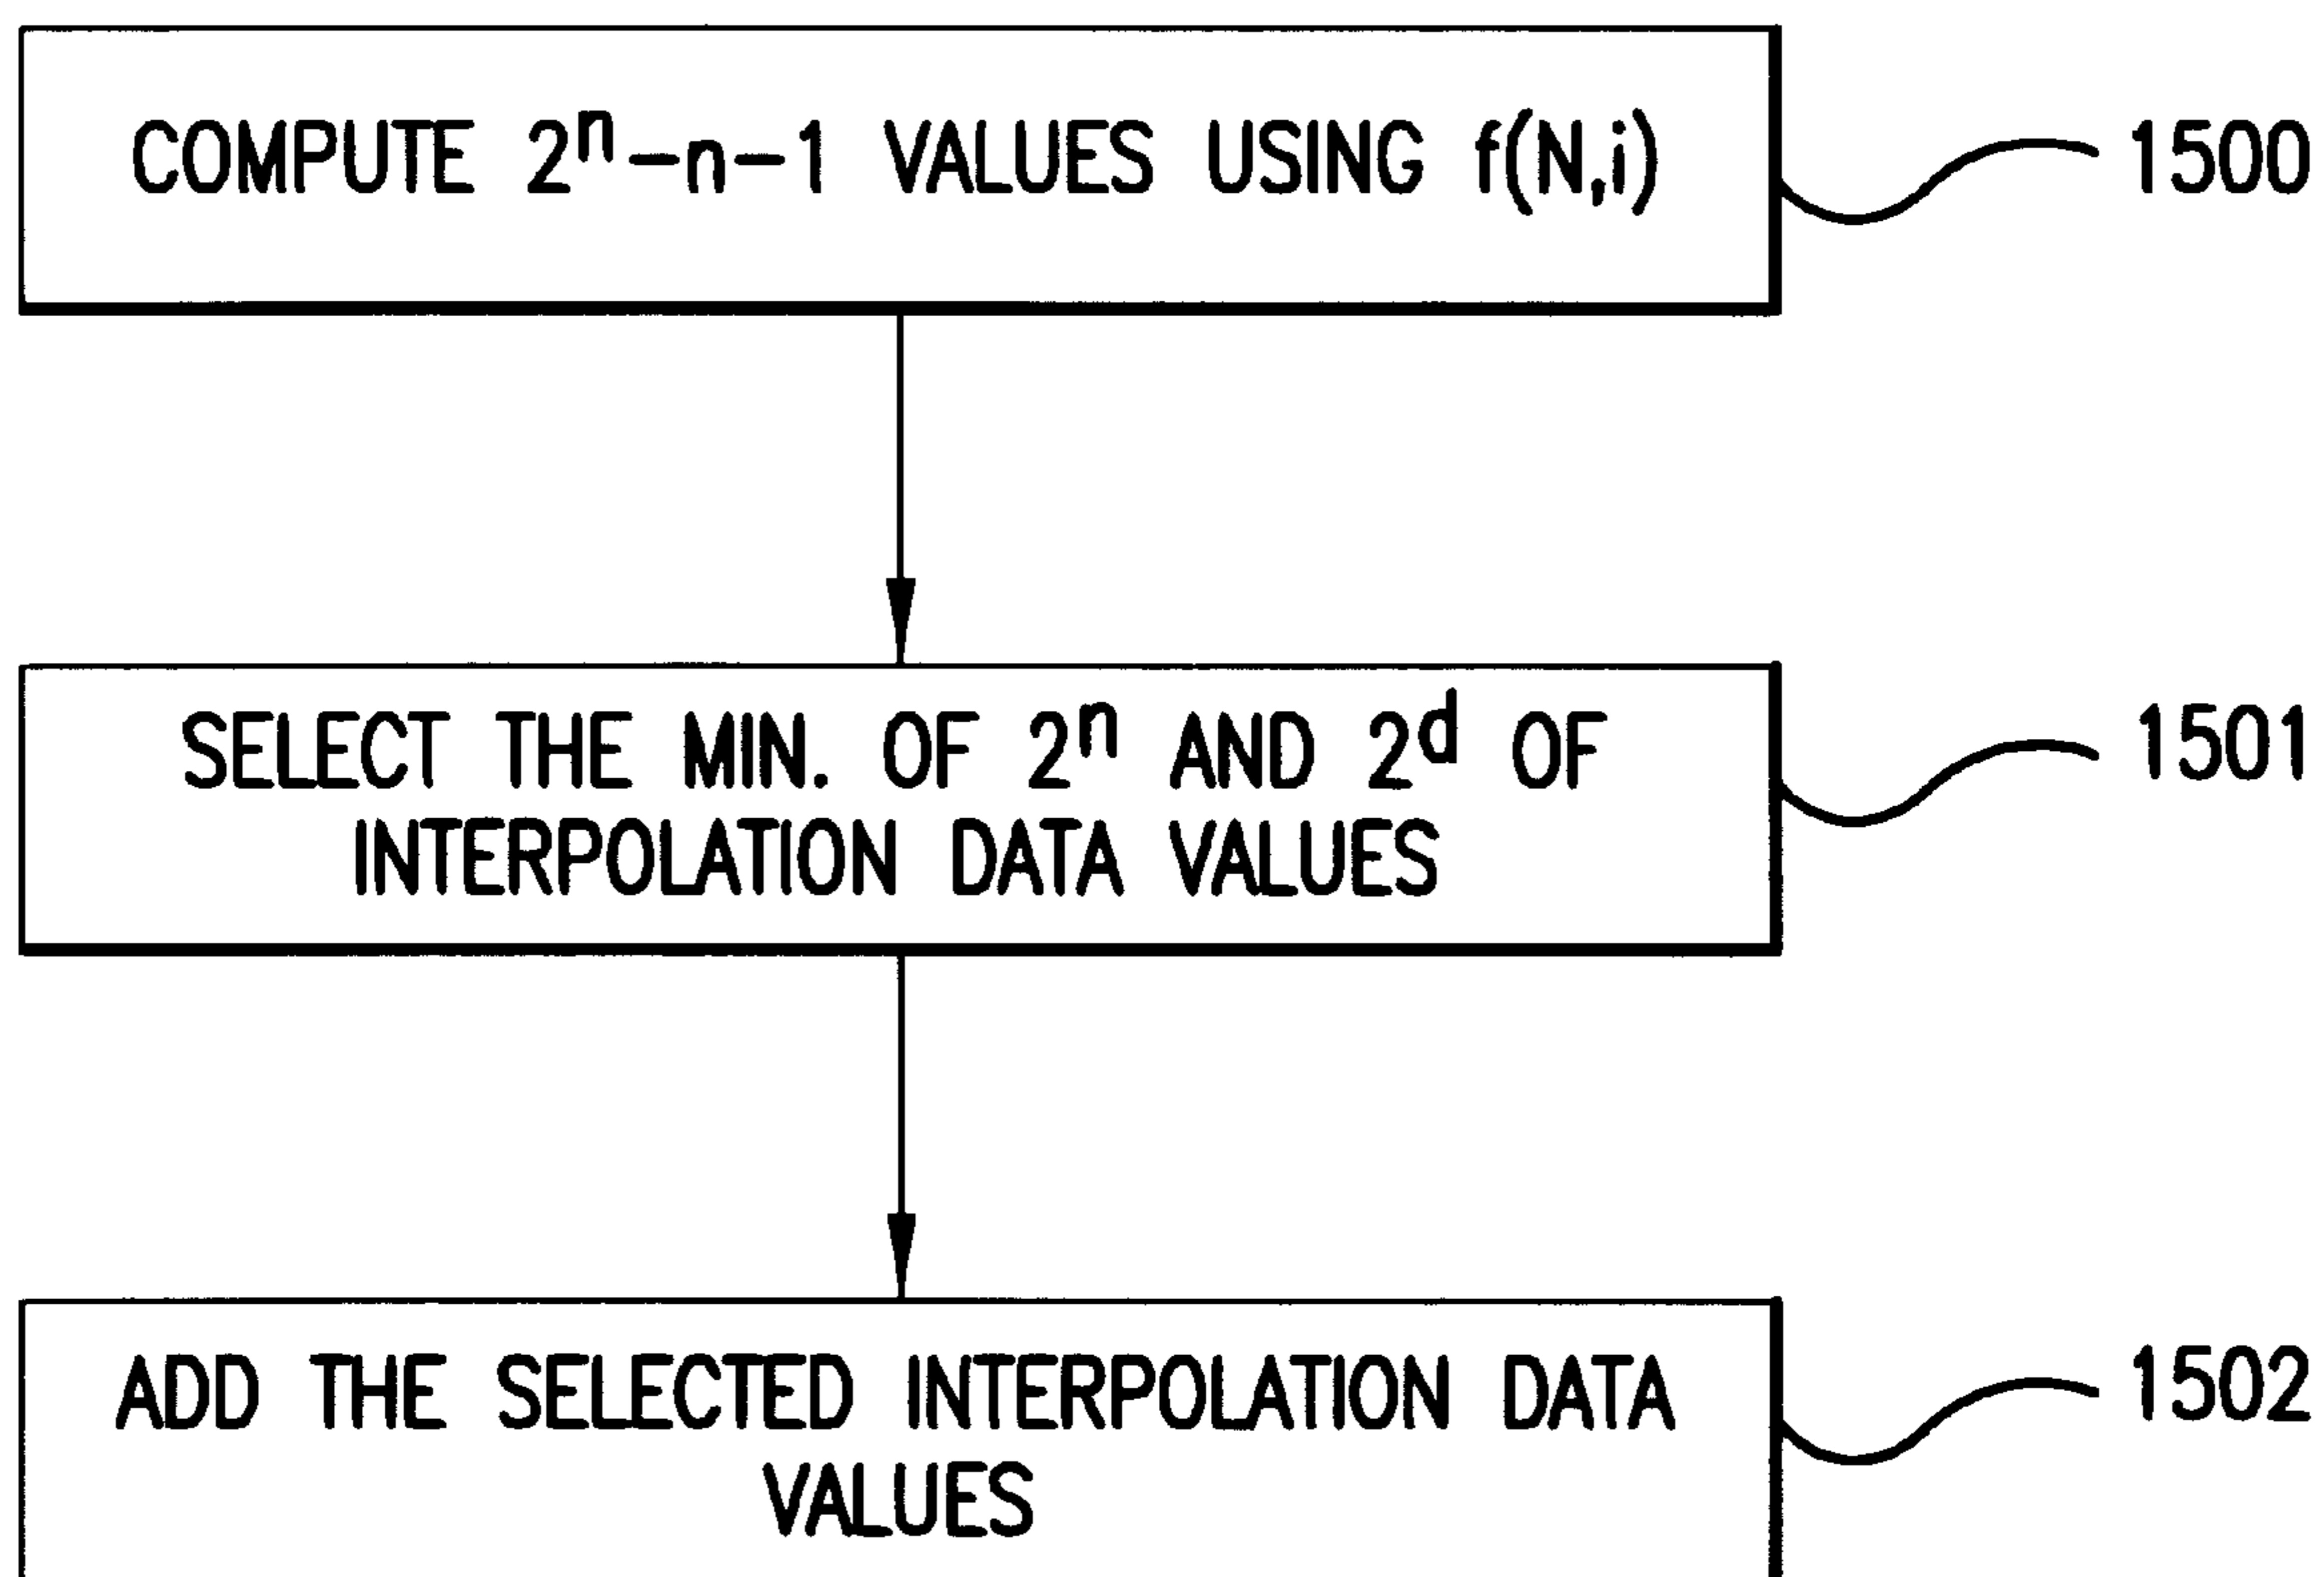 COMPUTE 2ⁿ–n–1 VALUES USING f(N,i)
1500
SELECT THE MIN. OF 2ⁿ AND 2ᵈ OF
INTERPOLATION DATA VALUES
1501
ADD THE SELECTED INTERPOLATION DATA
VALUES
1502